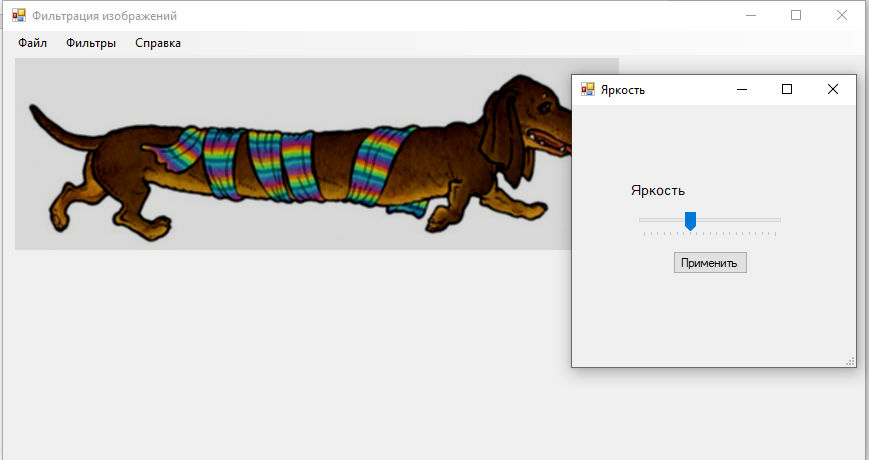 Фильтрация изображений
Файл Фильтры Справка
Яркость
Яркость
Применить